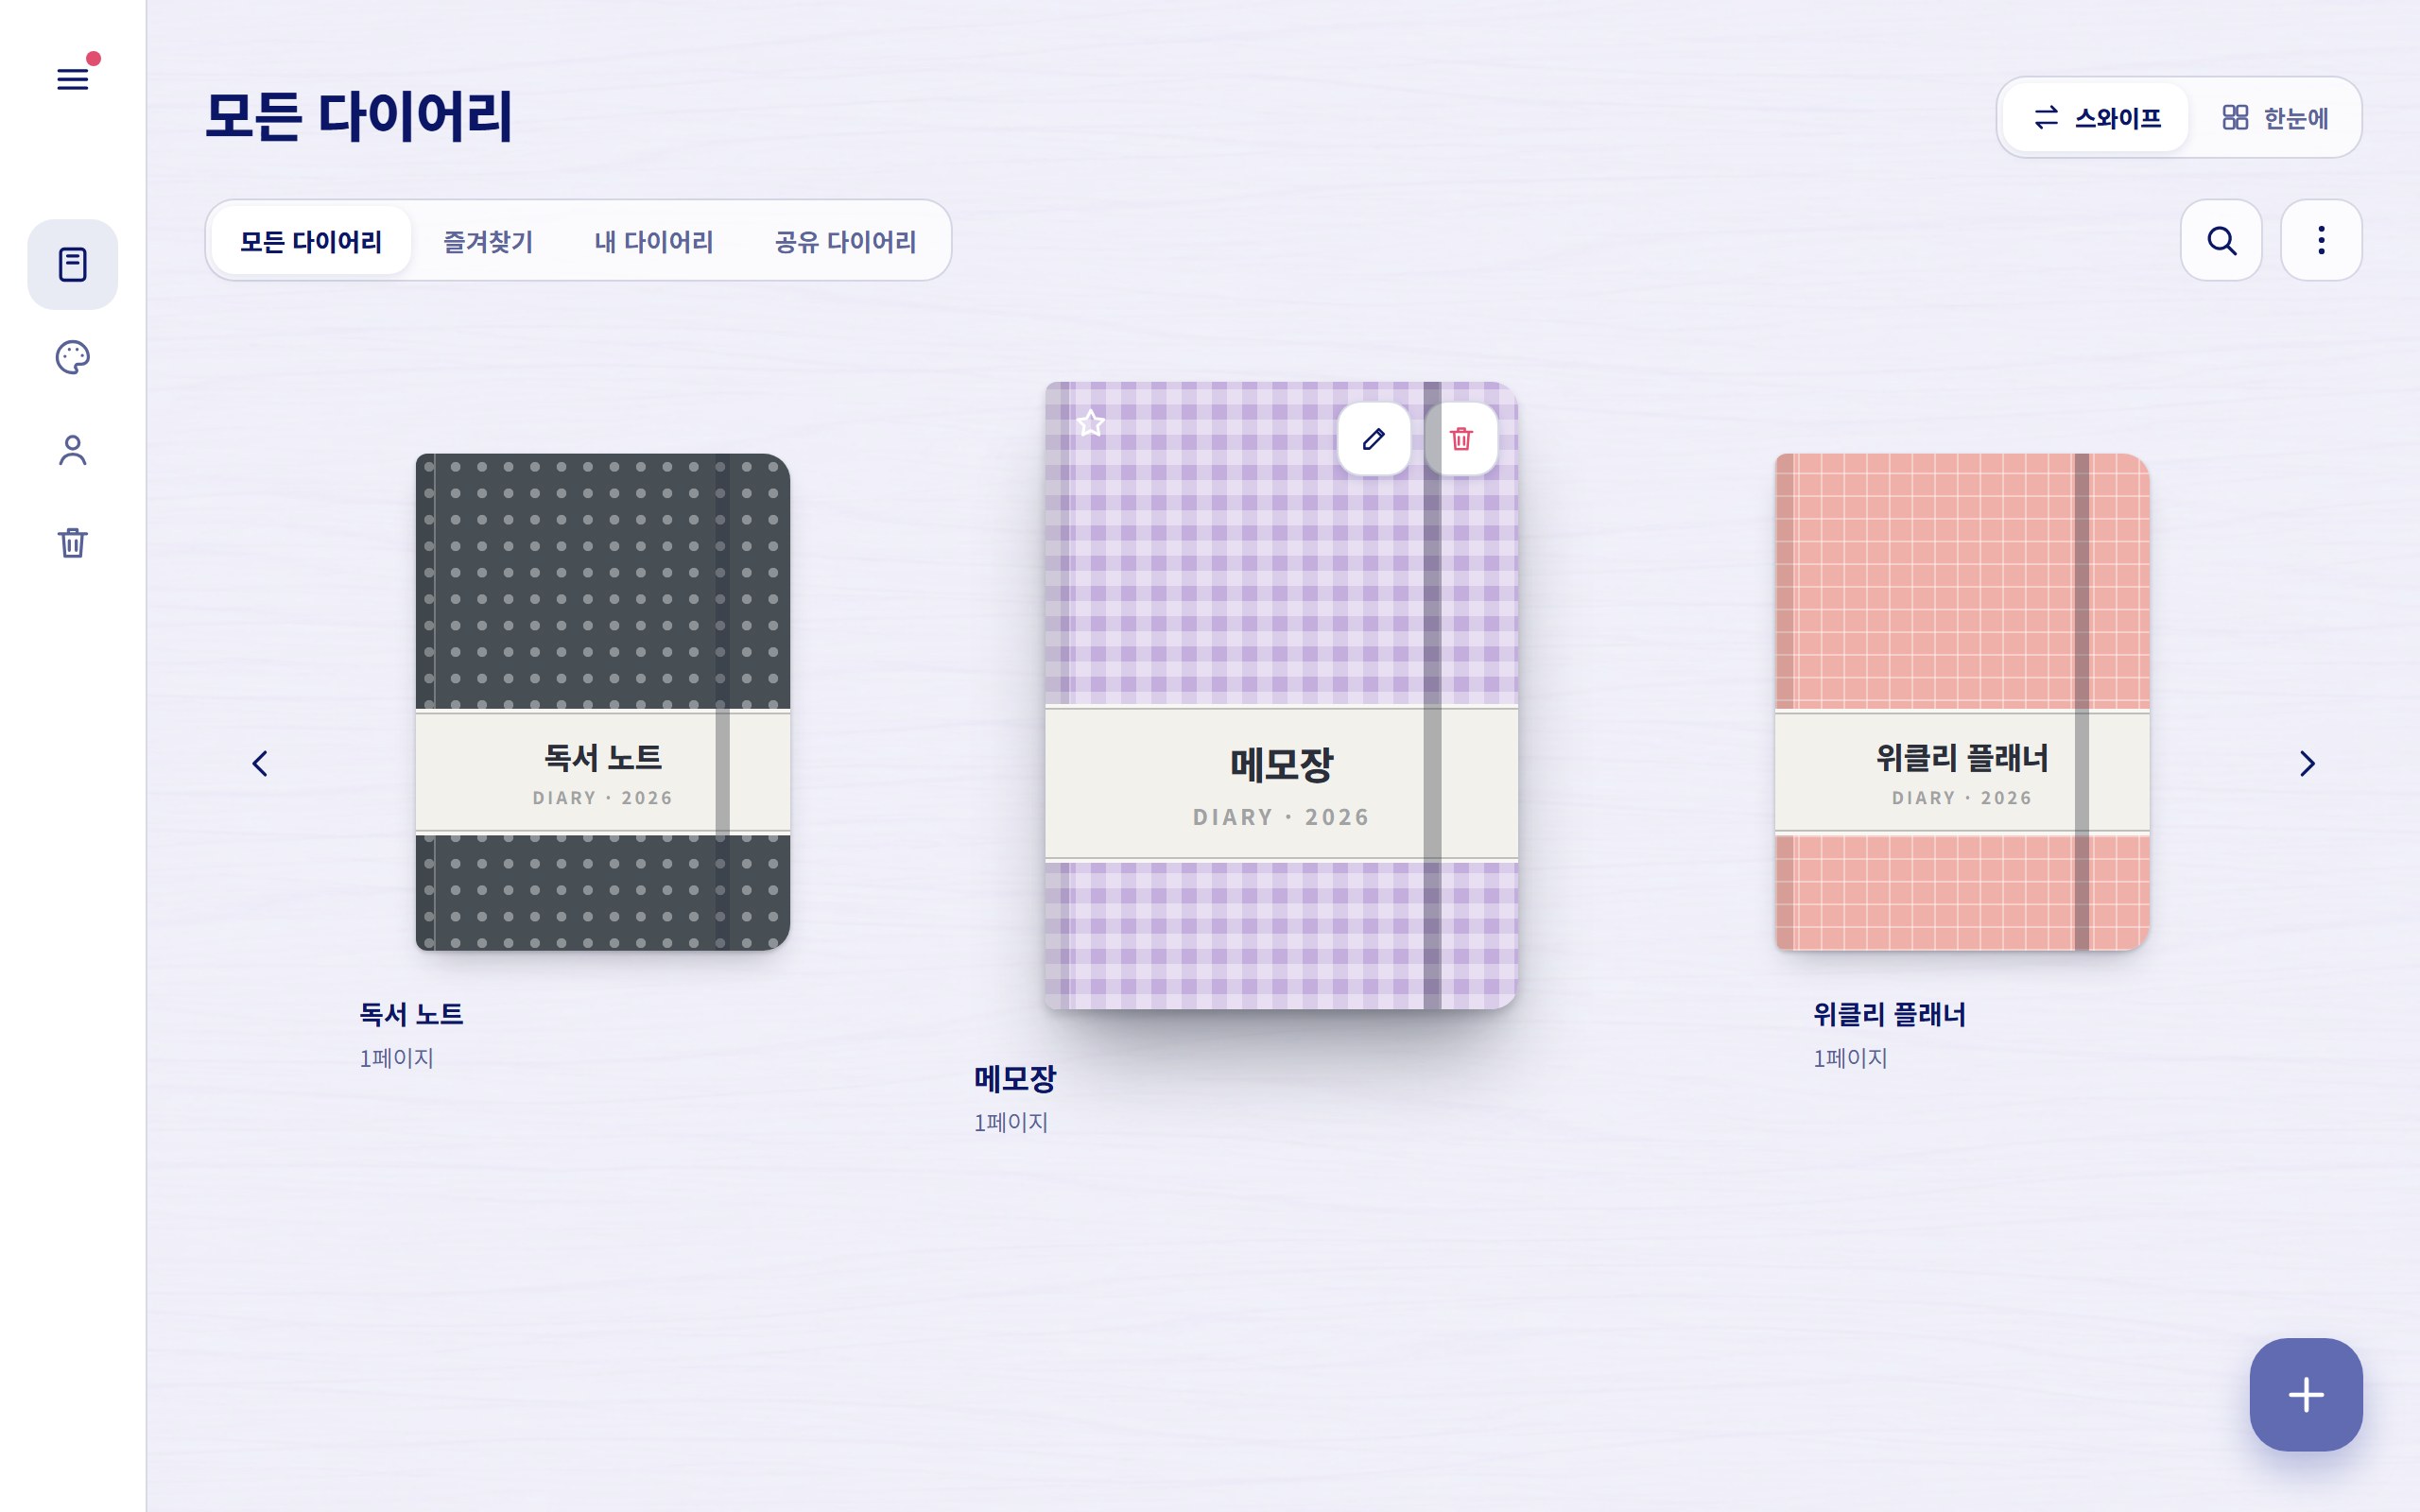 모든 다이어리
스와이프
한눈에
모든 다이어리
즐겨찾기
내 다이어리
공유 다이어리
독서 노트
DIARY · 2026
메모장
DIARY · 2026
위클리 플래너
DIARY · 2026
독서 노트
1페이지
메모장
1페이지
위클리 플래너
1페이지